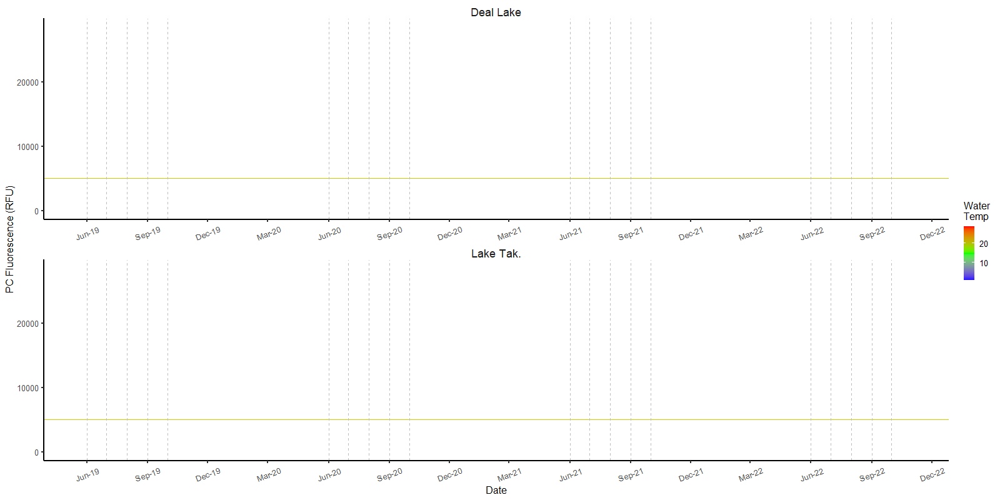 Deal Lake
20000
10000
0
Jun-19 Sep-19 Dec-19 Mar-20 Jun-20 Sep-20 Dec-20 Mar-21 Jun-21 Sep-21 Dec-21 Mar-22 Jun-22 Sep-22 Dec-22
PC Fluorescence (RFU)
Water
Temp
20
10
Lake Tak.
20000
10000
0
Jun-19 Sep-19 Dec-19 Mar-20 Jun-20 Sep-20 Dec-20 Mar-21 Jun-21 Sep-21 Dec-21 Mar-22 Jun-22 Sep-22 Dec-22
Date